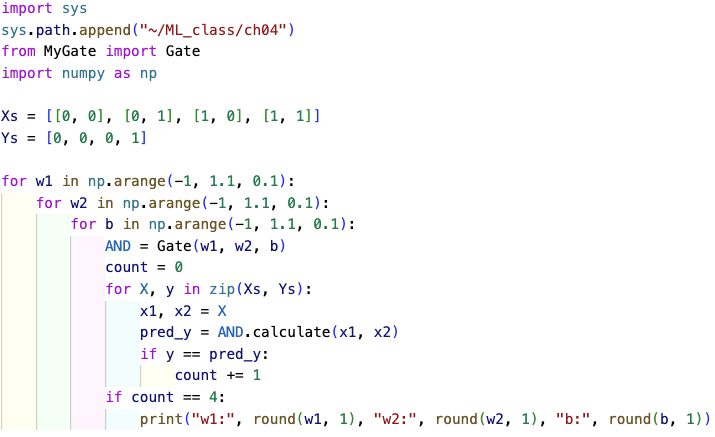 import sys
sys.path.append("~/ML_class/ch04")
from MyGate import Gate
import numpy as np

Xs = [[0, 0], [0, 1], [1, 0], [1, 1]]
Ys = [0, 0, 0, 1]

for w1 in np.arange(-1, 1.1, 0.1):
    for w2 in np.arange(-1, 1.1, 0.1):
        for b in np.arange(-1, 1.1, 0.1):
            AND = Gate(w1, w2, b)
            count = 0
            for X, y in zip(Xs, Ys):
                x1, x2 = X
                pred_y = AND.calculate(x1, x2)
                if y == pred_y:
                    count += 1
            if count == 4:
                print("w1:", round(w1, 1), "w2:", round(w2, 1), "b:", round(b, 1))